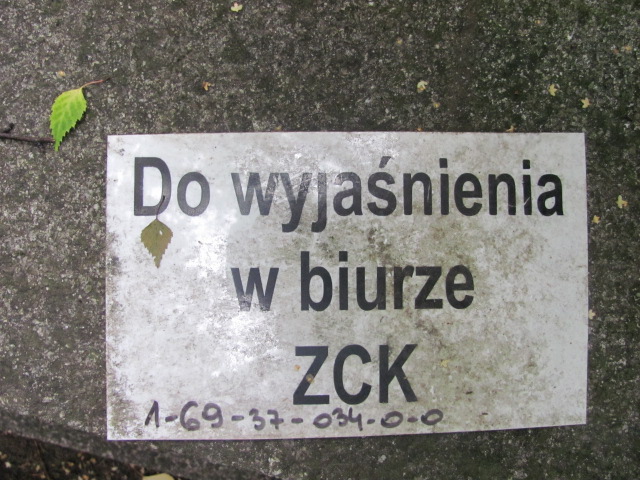 Do wyjaśnienia
w biurze
ZCK
1-69-37-034-0-0